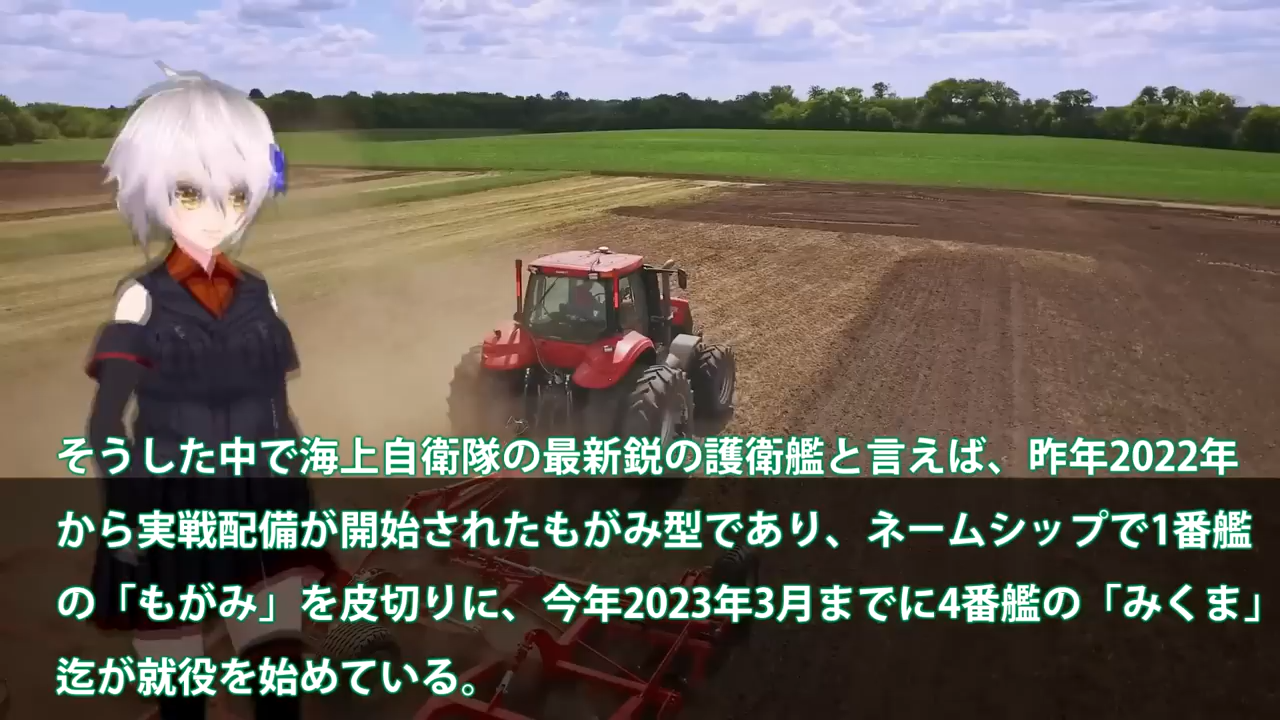 そうした中で海上自衛隊の最新鋭の護衛艦と言えば、昨年2022年
から実戦配備が開始されたもがみ型であり、ネームシップで1番艦
の「もがみ」を皮切りに、今年2023年3月までに4番艦の「みくま」
迄が就役を始めている。